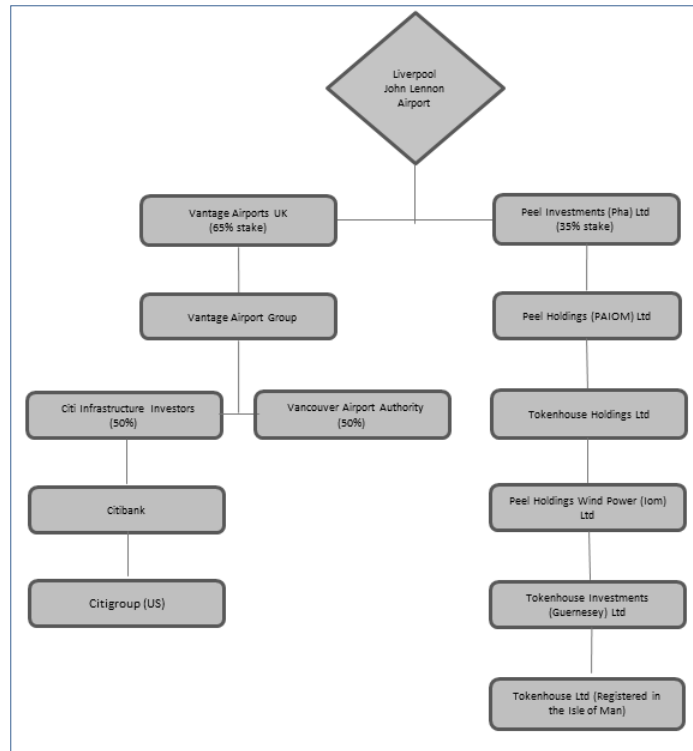 Liverpool
John Lennon
Airport
Vantage Airports UK
(65% stake)
Peel Investments (Pha) Ltd
(35% stake)
Vantage Airport Group
Peel Holdings (PAIOM) Ltd
Citi Infrastructure Investors
(50%)
Vancouver Airport Authority
(50%)
Tokenhouse Holdings Ltd
Citibank
Peel Holdings Wind Power (Iom)
Ltd
Citigroup (US)
Tokenhouse Investments
(Guernesey) Ltd
Tokenhouse Ltd (Registered in
the Isle of Man)